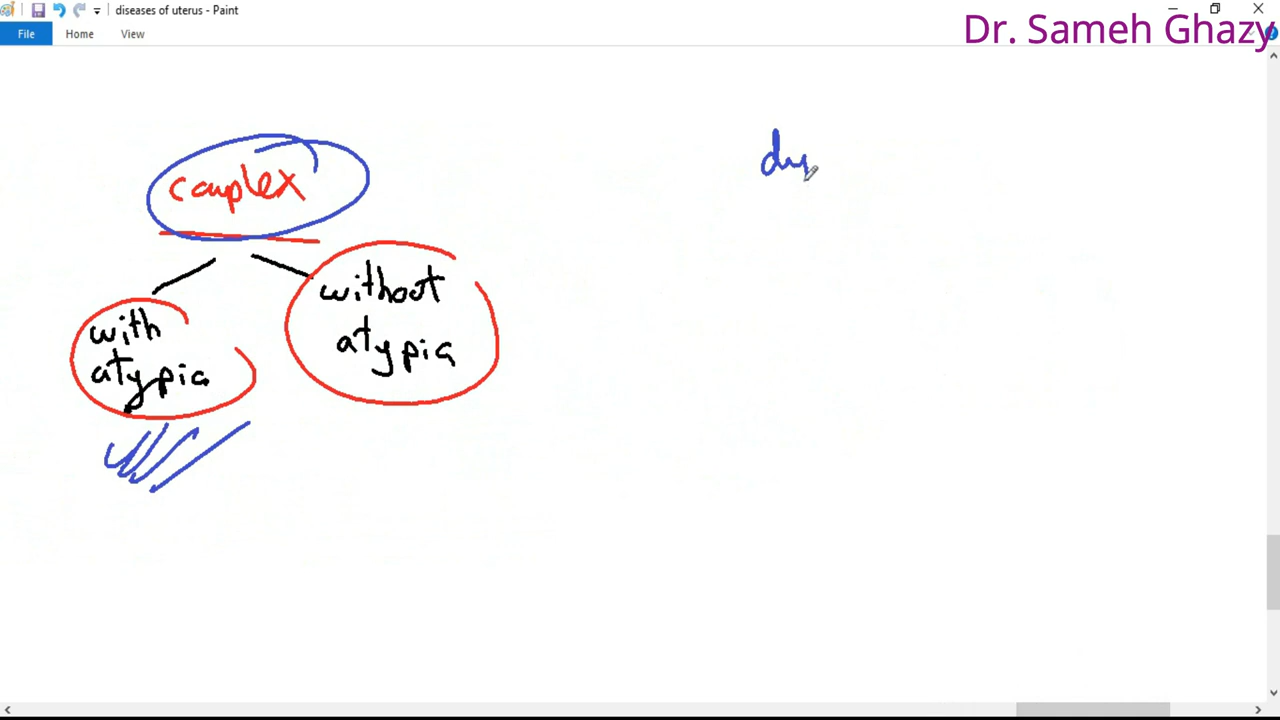 diseases of uterus - Paint
File Home View
Dr. Sameh Ghazy
complex
with
atypia
without
atypia